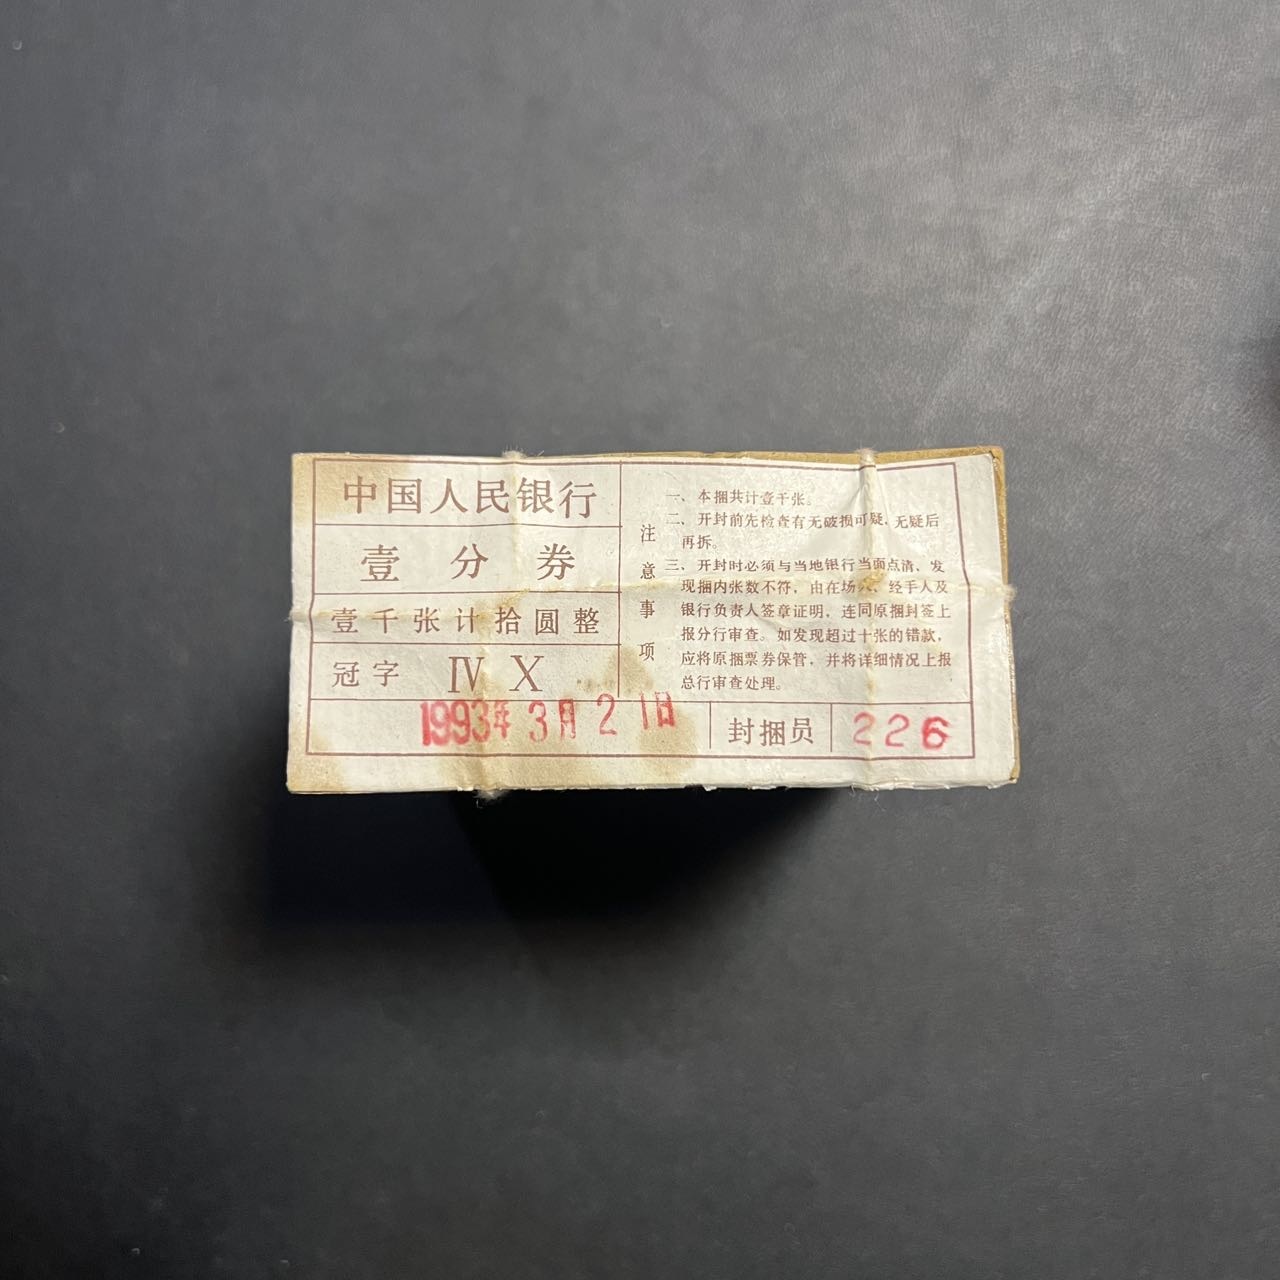 中国人民银行
壹分券
壹千张计拾圆整
冠字 Ⅳ X
1993年3月21日
注意事项
一、本捆共计壹千张。
二、开封前先检查有无破损可疑,无疑后
再拆。
三、开封时必须与当地银行当面点清,发
现捆内张数不符,由在场人、经手人及
银行负责人签章证明,连同原捆封签上
报分行审查。如发现超过十张的错款,
应将原捆票券保管,并将详细情况上报
总行审查处理。
封捆员 226